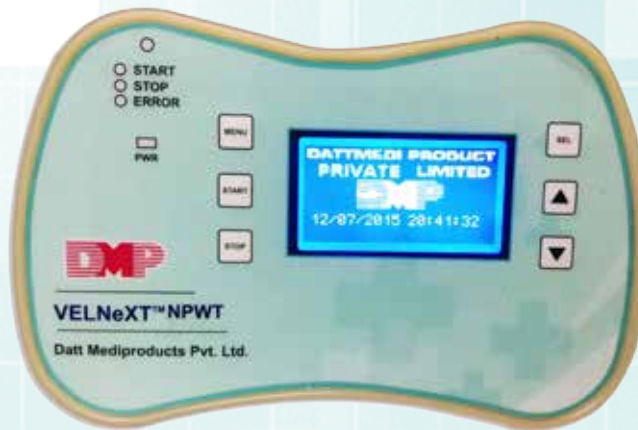 START
STOP
ERROR
PWR
MENU
START
STOP
DATTMEDI PRODUCT
PRIVATE LIMITED
DMP
12/07/2015 20:41:32
SEL
DMP
VELNeXT™NPWT
Datt Mediproducts Pvt. Ltd.